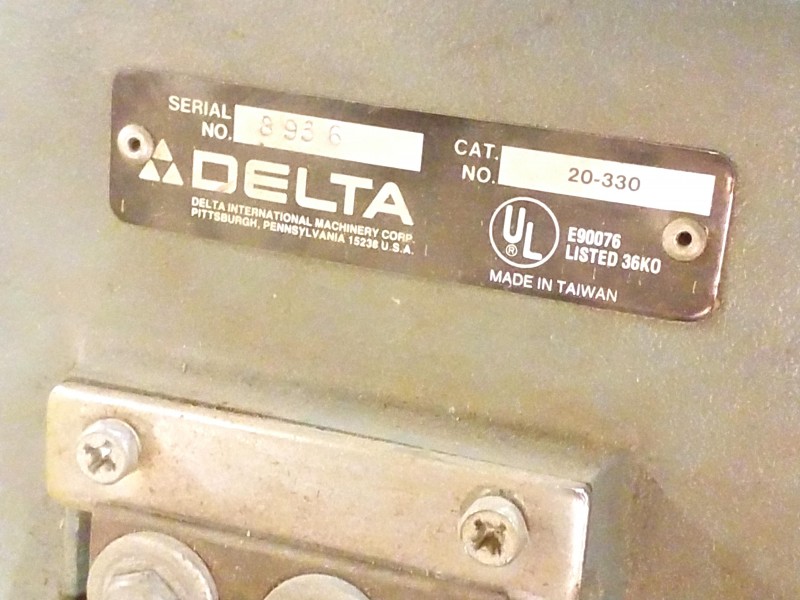 SERIAL NO. 8936
DELTA
DELTA INTERNATIONAL MACHINERY CORP.
PITTSBURGH, PENNSYLVANIA 15238 U.S.A.
CAT. NO. 20-330
UL ®
E90076
LISTED 36KO
MADE IN TAIWAN